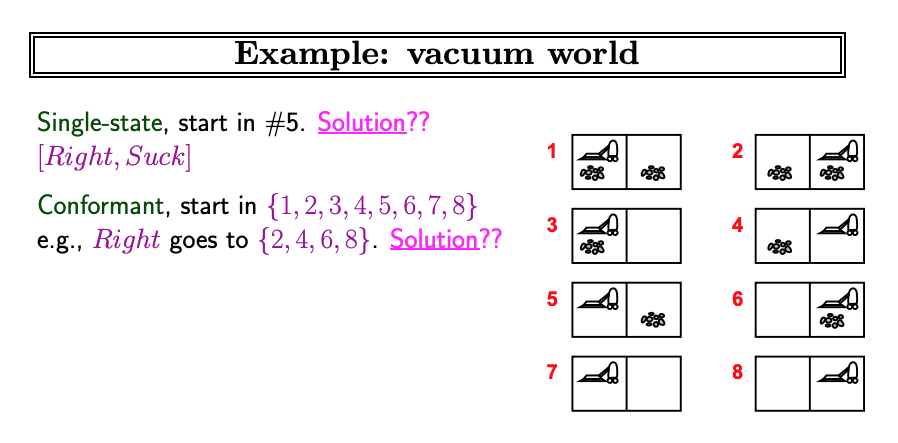 Example: vacuum world
Single-state, start in #5. Solution??
[Right, Suck]
Conformant, start in {1, 2, 3, 4, 5, 6, 7, 8}
e.g., Right goes to {2, 4, 6, 8}. Solution??
1 2
3 4
5 6
7 8